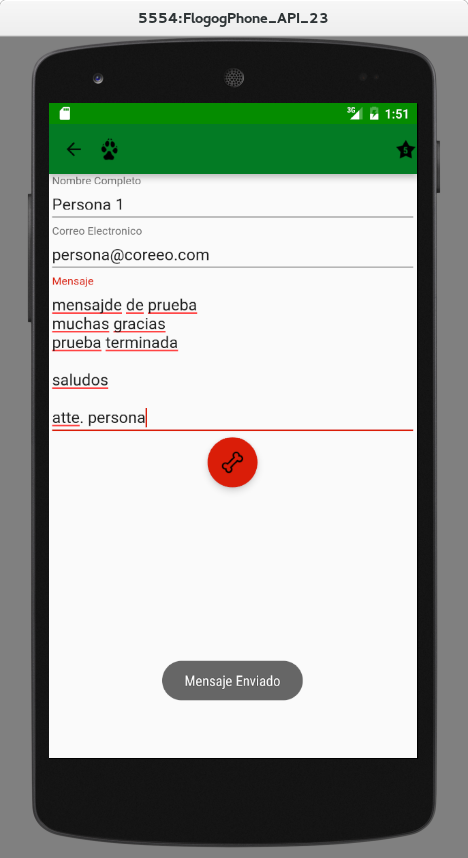 5554:FlogogPhone_API_23
3G 1:51
5
Nombre Completo
Persona 1
Correo Electronico
persona@coreeo.com
Mensaje
mensajde de prueba
muchas gracias
prueba terminada
saludos
atte. persona
Mensaje Enviado